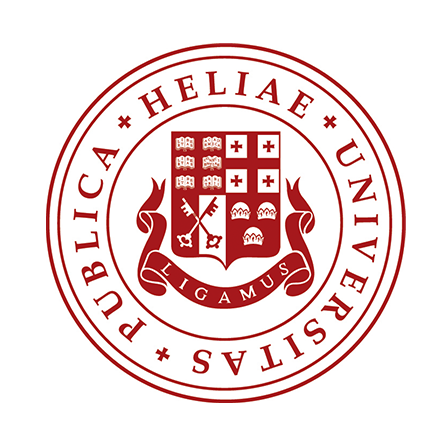 PUBLICA ✢ HELIAE ✢ UNIVERSITAS ✢
LIGAMUS